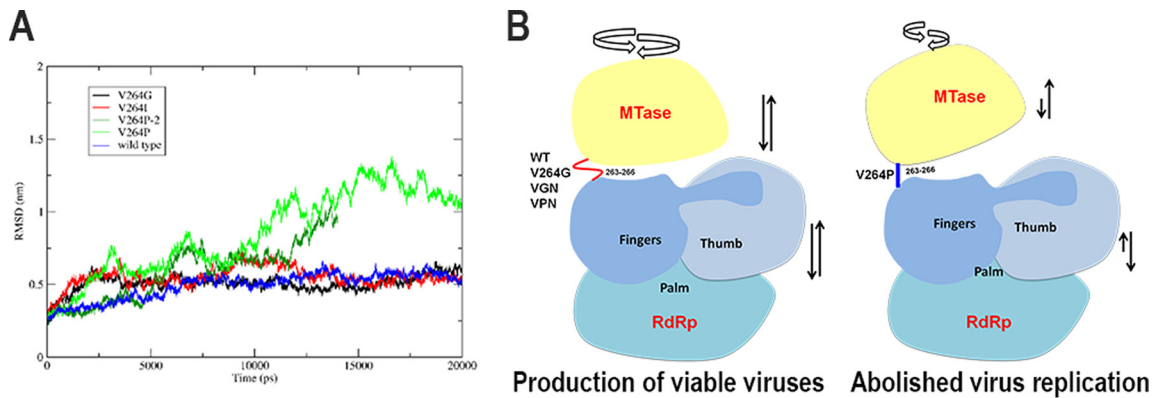 A
B
2
1.5
1
0.5
0
RMSD (nm)
V264G
V264I
V264P-2
V264P
wild type
0
5000
10000
15000
20000
Time (ps)
MTase
WT
V264G
VGN
VPN
263-266
Fingers
Thumb
Palm
RdRp
Production of viable viruses
MTase
V264P
263-266
Fingers
Thumb
Palm
RdRp
Abolished virus replication